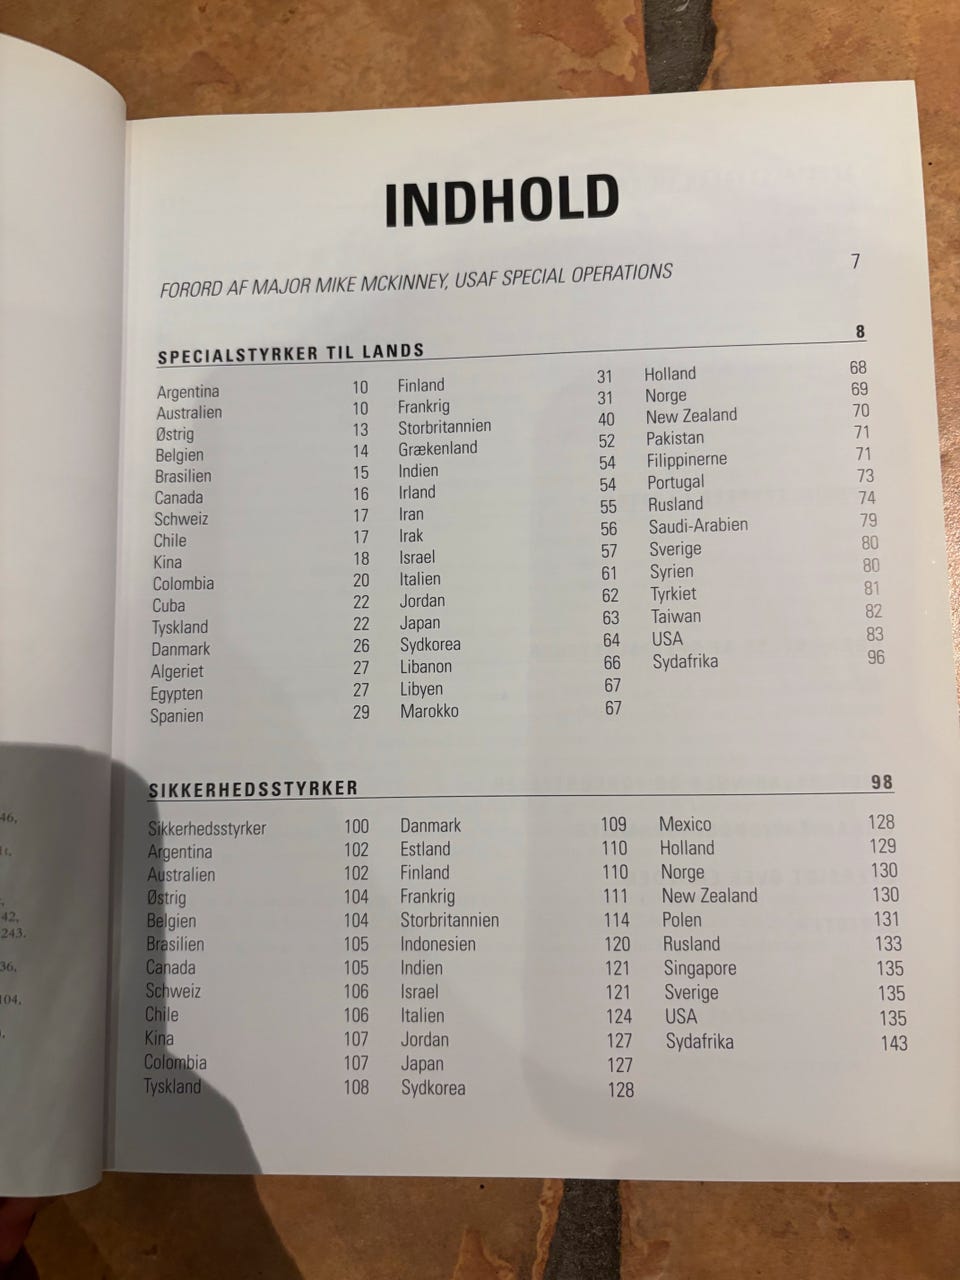 INDHOLD
FORORD AF MAJOR MIKE MCKINNEY, USAF SPECIAL OPERATIONS 7
SPECIALSTYRKER TIL LANDS 8
Argentina 10
Australien 10
Østrig 13
Belgien 14
Brasilien 15
Canada 16
Schweiz 17
Chile 17
Kina 18
Colombia 20
Cuba 22
Tyskland 22
Danmark 26
Algeriet 27
Egypten 27
Spanien 29
Finland 31
Frankrig 31
Storbritannien 40
Grækenland 52
Indien 54
Irland 54
Iran 55
Irak 56
Israel 57
Italien 61
Jordan 62
Japan 63
Sydkorea 64
Libanon 66
Libyen 67
Marokko 67
Holland 68
Norge 69
New Zealand 70
Pakistan 71
Filippinerne 71
Portugal 73
Rusland 74
Saudi-Arabien 79
Sverige 80
Syrien 80
Tyrkiet 81
Taiwan 82
USA 83
Sydafrika 96
SIKKERHEDSSTYRKER 98
Sikkerhedsstyrker 100
Argentina 102
Australien 102
Østrig 104
Belgien 104
Brasilien 105
Canada 105
Schweiz 106
Chile 106
Kina 107
Colombia 107
Tyskland 108
Danmark 109
Estland 110
Finland 110
Frankrig 111
Storbritannien 114
Indonesien 120
Indien 121
Israel 121
Italien 124
Jordan 127
Japan 127
Sydkorea 128
Mexico 128
Holland 129
Norge 130
New Zealand 130
Polen 131
Rusland 133
Singapore 135
Sverige 135
USA 135
Sydafrika 143
46,
42,
243.
36,
104,